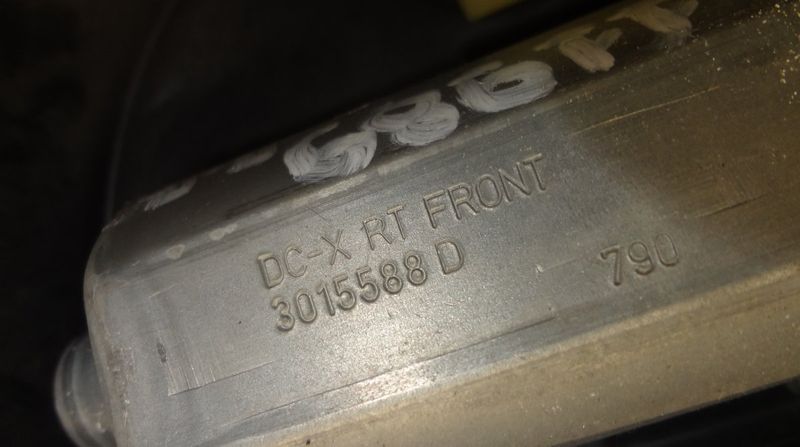 DC-X RT FRONT
3015588 D
790